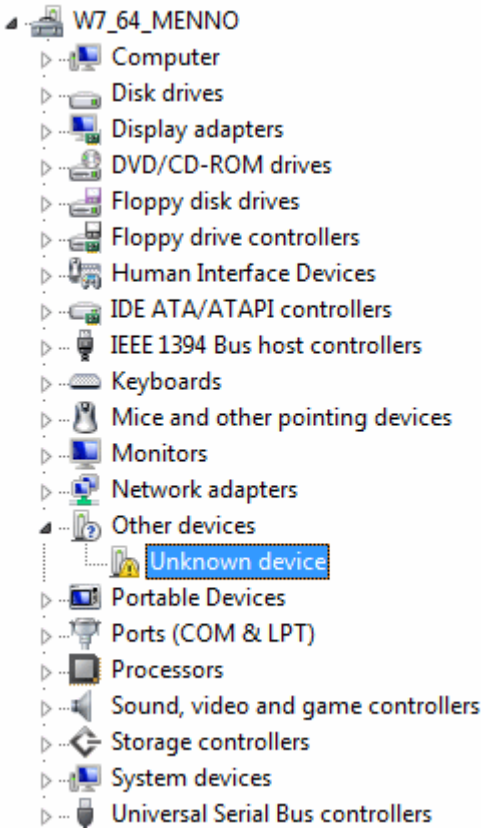 W7_64_MENNO
Computer
Disk drives
Display adapters
DVD/CD-ROM drives
Floppy disk drives
Floppy drive controllers
Human Interface Devices
IDE ATA/ATAPI controllers
IEEE 1394 Bus host controllers
Keyboards
Mice and other pointing devices
Monitors
Network adapters
Other devices
Unknown device
Portable Devices
Ports (COM & LPT)
Processors
Sound, video and game controllers
Storage controllers
System devices
Universal Serial Bus controllers